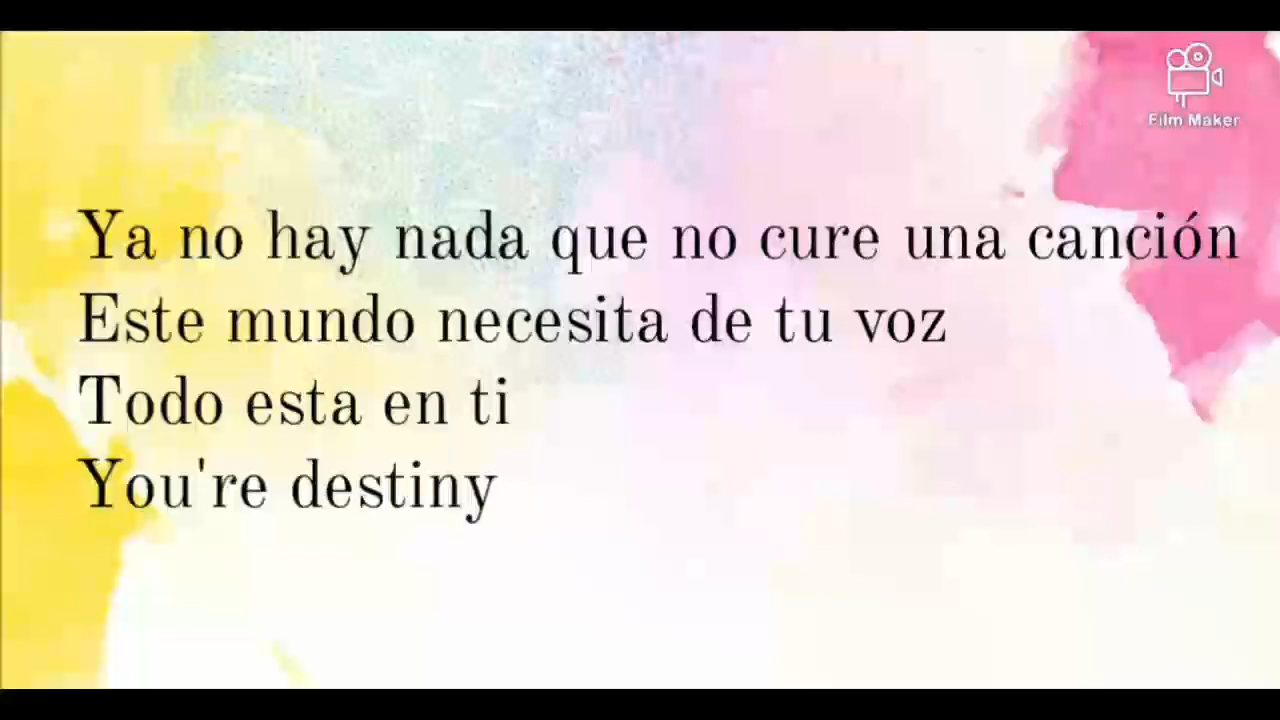 Film Maker
Ya no hay nada que no cure una canción
Este mundo necesita de tu voz
Todo esta en ti
You're destiny